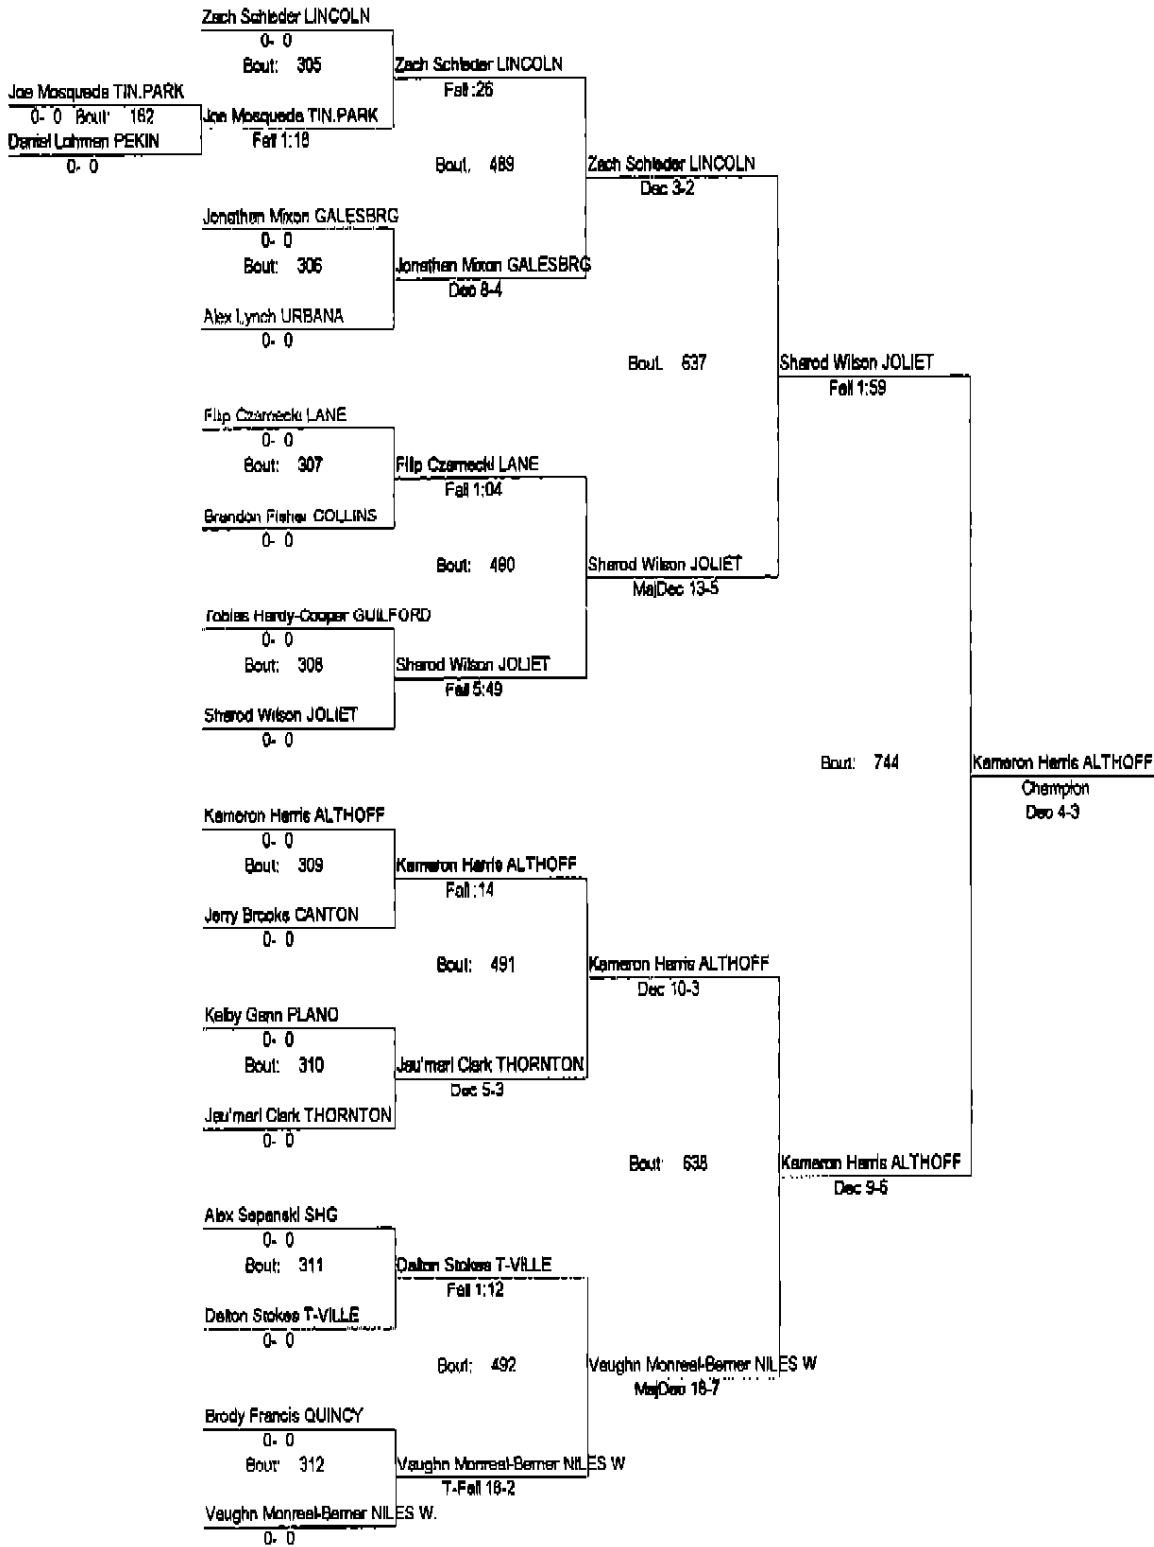 Zach Schleder LINCOLN
0- 0
Bout: 305
Zach Schleder LINCOLN
Fall :26
Joe Mosqueda TIN.PARK
0- 0 Bout: 162
Joe Mosqueda TIN.PARK
Fall 1:18
Daniel Lohman PEKIN
0- 0
Bout. 489
Zach Schleder LINCOLN
Dec 3-2
Jonathan Mixon GALESBRG
0- 0
Bout: 306
Jonathan Mixon GALESBRG
Dec 8-4
Alex Lynch URBANA
0- 0
Bout. 637
Sharod Wilson JOLIET
Fall 1:59
Filip Czarnecki LANE
0- 0
Bout: 307
Filip Czarnecki LANE
Fall 1:04
Brandon Fisher COLLINS
0- 0
Bout: 490
Sharod Wilson JOLIET
MajDec 13-5
Tobias Hardy-Cooper GUILFORD
0- 0
Bout: 308
Sharod Wilson JOLIET
Fall 5:49
Sharod Wilson JOLIET
0- 0
Bout: 744
Kameron Harris ALTHOFF
Champion
Dec 4-3
Kameron Harris ALTHOFF
0- 0
Bout: 309
Kameron Harris ALTHOFF
Fall :14
Jerry Brooks CANTON
0- 0
Bout: 491
Kameron Harris ALTHOFF
Dec 10-3
Kelby Gann PLANO
0- 0
Bout: 310
Jau'mari Clark THORNTON
Dec 5-3
Jau'mari Clark THORNTON
0- 0
Bout: 638
Kameron Harris ALTHOFF
Dec 9-6
Alex Sepanski SHG
0- 0
Bout: 311
Dalton Stokes T-VILLE
Fall 1:12
Dalton Stokes T-VILLE
0- 0
Bout: 492
Vaughn Monreal-Berner NILES W
MajDec 18-7
Brody Francis QUINCY
0- 0
Bout: 312
Vaughn Monreal-Berner NILES W
T-Fall 18-2
Vaughn Monreal-Berner NILES W.
0- 0